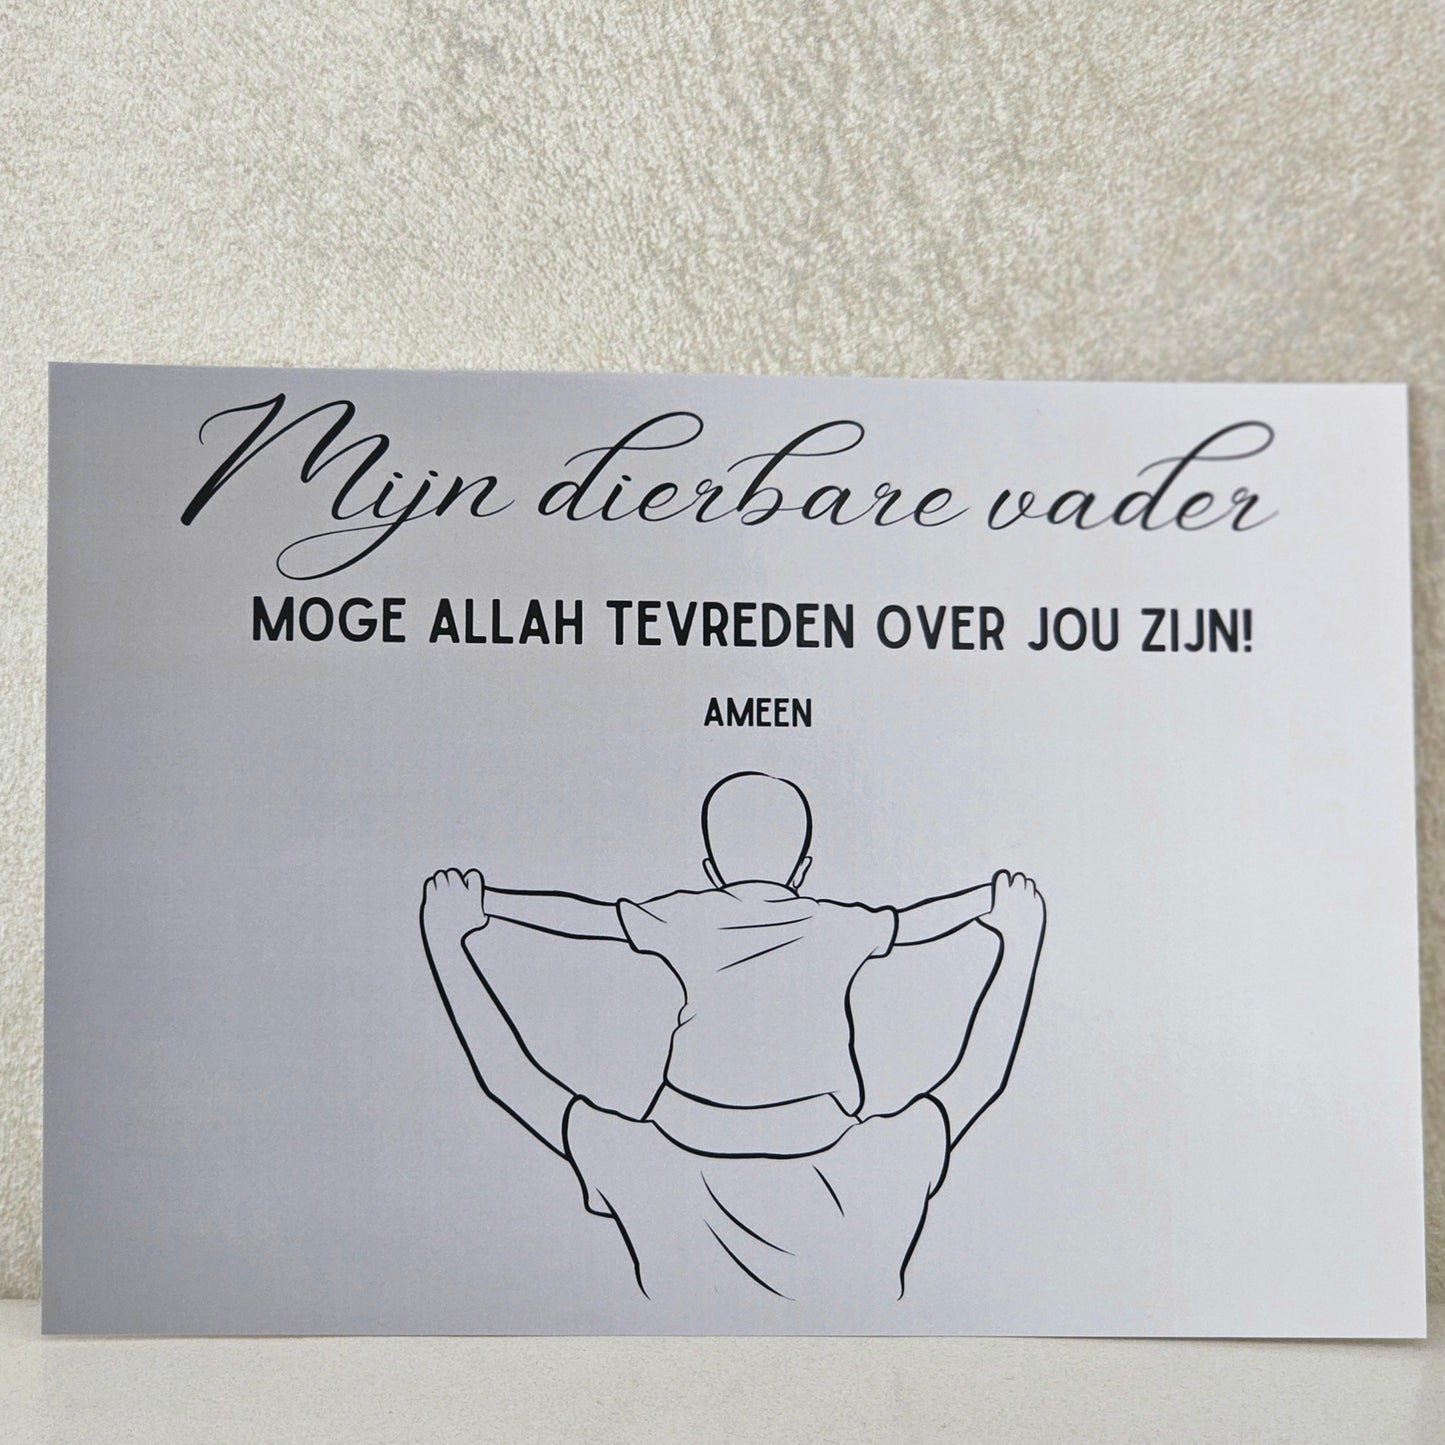 Mijn dierbare vader
MOGE ALLAH TEVREDEN OVER JOU ZIJN!
AMEEN